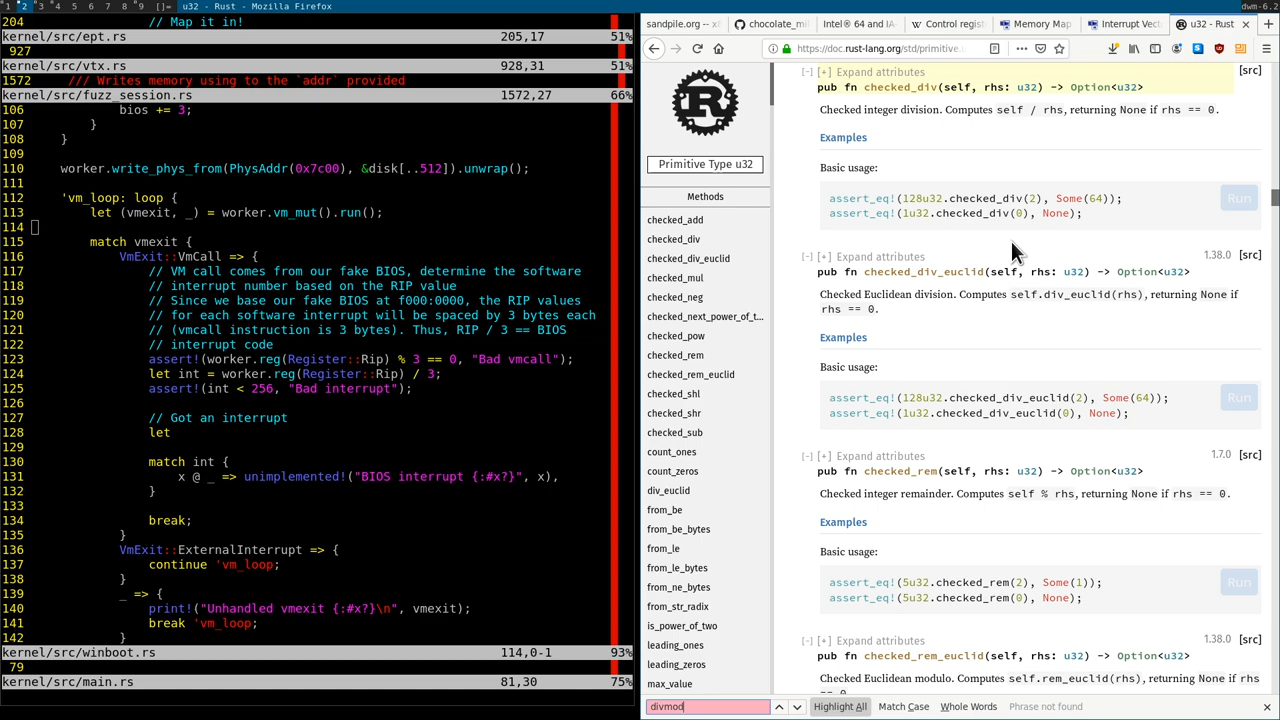 1 2 3 4 5 6 7 8 9 []= u32 - Rust - Mozilla Firefox dwm-6.2
204 // Map it in!
kernel/src/ept.rs 205,17 51%
927
kernel/src/vtx.rs 928,31 51%
1572 /// Writes memory using to the `addr` provided
kernel/src/fuzz_session.rs 1572,27 66%
106 bios += 3;
107 }
108 }
109
110 worker.write_phys_from(PhysAddr(0x7c00), &disk[..512]).unwrap();
111
112 'vm_loop: loop {
113 let (vmexit, _) = worker.vm_mut().run();
114
115 match vmexit {
116 VmExit::VmCall => {
117 // VM call comes from our fake BIOS, determine the software
118 // interrupt number based on the RIP value
119 // Since we base our fake BIOS at f000:0000, the RIP values
120 // for each software interrupt will be spaced by 3 bytes each
121 // (vmcall instruction is 3 bytes). Thus, RIP / 3 == BIOS
122 // interrupt code
123 assert!(worker.reg(Register::Rip) % 3 == 0, "Bad vmcall");
124 let int = worker.reg(Register::Rip) / 3;
125 assert!(int < 256, "Bad interrupt");
126
127 // Got an interrupt
128 let
129
130 match int {
131 x @ _ => unimplemented!("BIOS interrupt {:#x?}", x),
132 }
133
134 break;
135 }
136 VmExit::ExternalInterrupt => {
137 continue 'vm_loop;
138 }
139 _ => {
140 print!("Unhandled vmexit {:#x?}\n", vmexit);
141 break 'vm_loop;
142 }
kernel/src/winboot.rs 114,0-1 93%
79
kernel/src/main.rs 81,30 75%
sandpile.org -- x chocolate_mi Intel® 64 and IA- Control regist Memory Map Interrupt Vec u32 - Rust
https://doc.rust-lang.org/std/primitive.u
Primitive Type u32
Methods
checked_add
checked_div
checked_div_euclid
checked_mul
checked_neg
checked_next_power_of_t...
checked_pow
checked_rem
checked_rem_euclid
checked_shl
checked_shr
checked_sub
count_ones
count_zeros
div_euclid
from_be
from_be_bytes
from_le
from_le_bytes
from_ne_bytes
from_str_radix
is_power_of_two
leading_ones
leading_zeros
max_value
[-] [+] Expand attributes [src]
pub fn checked_div(self, rhs: u32) -> Option<u32>
Checked integer division. Computes self / rhs, returning None if rhs == 0.
Examples
Basic usage:
assert_eq!(128u32.checked_div(2), Some(64)); Run
assert_eq!(1u32.checked_div(0), None);
[-] [+] Expand attributes 1.38.0 [src]
pub fn checked_div_euclid(self, rhs: u32) -> Option<u32>
Checked Euclidean division. Computes self.div_euclid(rhs), returning None if
rhs == 0.
Examples
Basic usage:
assert_eq!(128u32.checked_div_euclid(2), Some(64)); Run
assert_eq!(1u32.checked_div_euclid(0), None);
[-] [+] Expand attributes 1.7.0 [src]
pub fn checked_rem(self, rhs: u32) -> Option<u32>
Checked integer remainder. Computes self % rhs, returning None if rhs == 0.
Examples
Basic usage:
assert_eq!(5u32.checked_rem(2), Some(1)); Run
assert_eq!(5u32.checked_rem(0), None);
[-] [+] Expand attributes 1.38.0 [src]
pub fn checked_rem_euclid(self, rhs: u32) -> Option<u32>
Checked Euclidean modulo. Computes self.rem_euclid(rhs), returning None if rhs
divmod Highlight All Match Case Whole Words Phrase not found